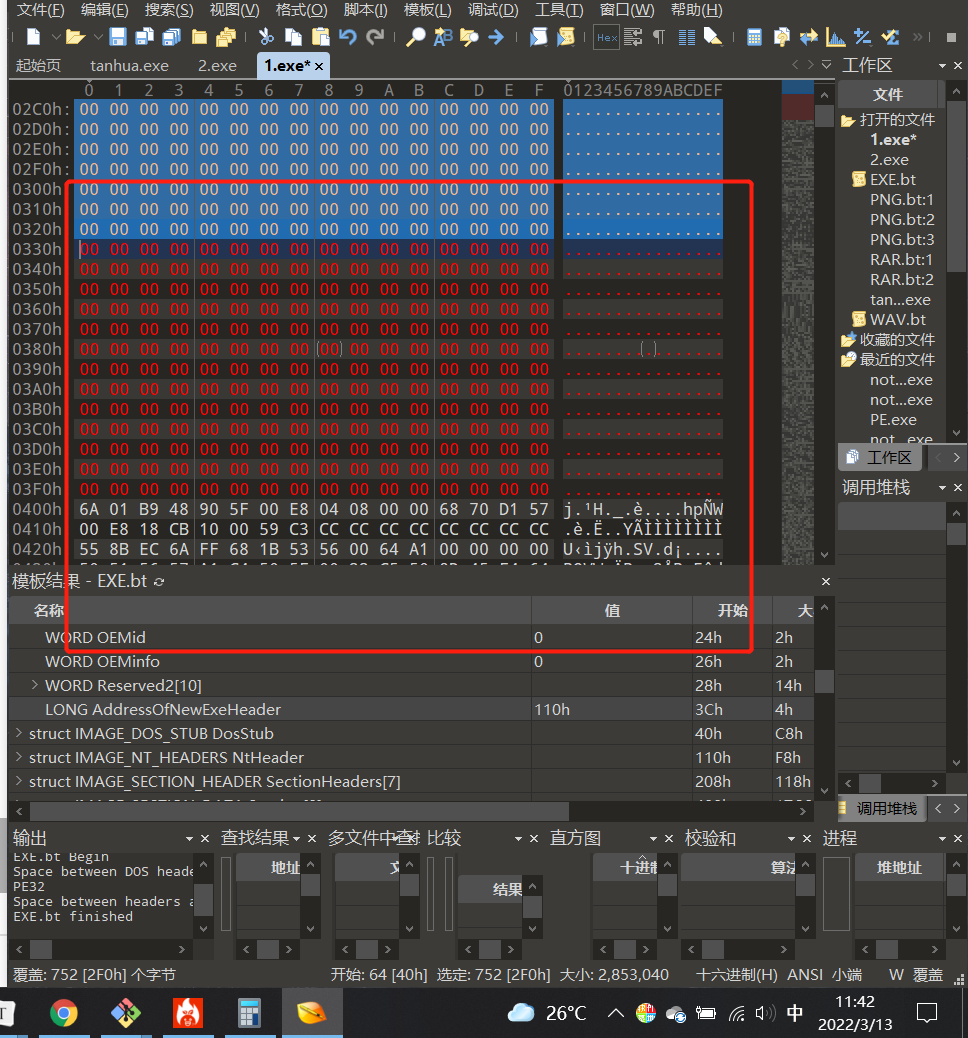 文件(F) 编辑(E) 搜索(S) 视图(V) 格式(O) 脚本(I) 模板(L) 调试(D) 工具(T) 窗口(W) 帮助(H)
Hex
起始页 tanhua.exe 2.exe 1.exe* × 工作区
0 1 2 3 4 5 6 7 8 9 A B C D E F 0123456789ABCDEF 文件
02C0h: 00 00 00 00 00 00 00 00 00 00 00 00 00 00 00 00 ................
02D0h: 00 00 00 00 00 00 00 00 00 00 00 00 00 00 00 00 ................
02E0h: 00 00 00 00 00 00 00 00 00 00 00 00 00 00 00 00 ................
02F0h: 00 00 00 00 00 00 00 00 00 00 00 00 00 00 00 00 ................
0300h 00 00 00 00 00 00 00 00 00 00 00 00 00 00 00 00 ................
0310h 00 00 00 00 00 00 00 00 00 00 00 00 00 00 00 00 ................
0320h 00 00 00 00 00 00 00 00 00 00 00 00 00 00 00 00 ................
0330h 00 00 00 00 00 00 00 00 00 00 00 00 00 00 00 00 ................
0340h 00 00 00 00 00 00 00 00 00 00 00 00 00 00 00 00 ................
0350h 00 00 00 00 00 00 00 00 00 00 00 00 00 00 00 00 ................
0360h 00 00 00 00 00 00 00 00 00 00 00 00 00 00 00 00 ................
0370h 00 00 00 00 00 00 00 00 00 00 00 00 00 00 00 00 ................
0380h 00 00 00 00 00 00 00 00 (00) 00 00 00 00 00 00 00 ........(.).......
0390h 00 00 00 00 00 00 00 00 00 00 00 00 00 00 00 00 ................
03A0h 00 00 00 00 00 00 00 00 00 00 00 00 00 00 00 00 ................
03B0h 00 00 00 00 00 00 00 00 00 00 00 00 00 00 00 00 ................
03C0h 00 00 00 00 00 00 00 00 00 00 00 00 00 00 00 00 ................
03D0h 00 00 00 00 00 00 00 00 00 00 00 00 00 00 00 00 ................
03E0h 00 00 00 00 00 00 00 00 00 00 00 00 00 00 00 00 ................
03F0h 00 00 00 00 00 00 00 00 00 00 00 00 00 00 00 00 ................
0400h 6A 01 B9 48 90 5F 00 E8 04 08 00 00 68 70 D1 57 j.¹H._.è....hpÑW
0410h 00 E8 18 CB 10 00 59 C3 CC CC CC CC CC CC CC CC .è.Ë..YÃÌÌÌÌÌÌÌÌ
0420h 55 8B EC 6A FF 68 1B 53 56 00 64 A1 00 00 00 00 U‹ìjÿh.SV.d¡....
打开的文件
1.exe*
2.exe
EXE.bt
PNG.bt:1
PNG.bt:2
PNG.bt:3
RAR.bt:1
RAR.bt:2
tan...exe
WAV.bt
收藏的文件
最近的文件
not...exe
not...exe
PE.exe
not...exe
工作区
调用堆栈
调用堆栈
模板结果 - EXE.bt
名称 值 开始 大
WORD OEMid 0 24h 2h
WORD OEMinfo 0 26h 2h
WORD Reserved2[10] 28h 14h
LONG AddressOfNewExeHeader 110h 3Ch 4h
struct IMAGE_DOS_STUB DosStub 40h C8h
struct IMAGE_NT_HEADERS NtHeader 110h F8h
struct IMAGE_SECTION_HEADER SectionHeaders[7] 208h 118h
输出 查找结果 多文件中查 比较 直方图 校验和 进程
EXE.bt Begin
Space between DOS heade
PE32
Space between headers a
EXE.bt finished
地址 文 结果 十进制 算法 堆地址
覆盖: 752 [2F0h] 个字节 开始: 64 [40h] 选定: 752 [2F0h] 大小: 2,853,040 十六进制(H) ANSI 小端 W 覆盖
26°C 中 11:42
2022/3/13